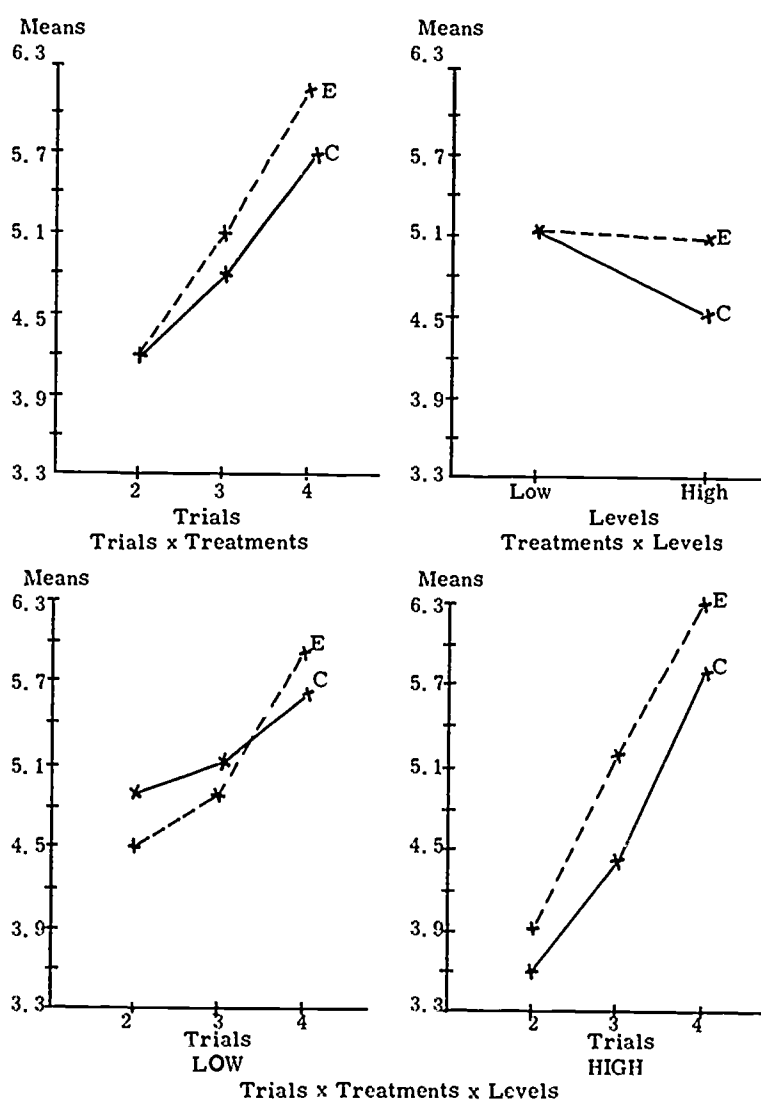 Means
6.3
5.7
5.1
4.5
3.9
3.3
E
C
2 3 4
Trials
Trials x Treatments
Means
6.3
5.7
5.1
4.5
3.9
3.3
E
C
Low High
Levels
Treatments x Levels
Means
6.3
5.7
5.1
4.5
3.9
3.3
E
C
2 3 4
Trials
LOW
Means
6.3
5.7
5.1
4.5
3.9
3.3
E
C
2 3 4
Trials
HIGH
Trials x Treatments x Levels